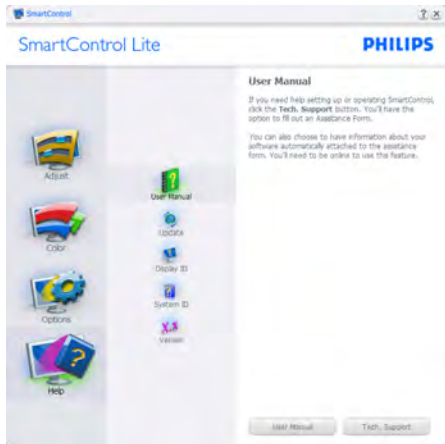 SmartControl
SmartControl Lite
PHILIPS
Adjust
Color
Options
Help
User Manual
Update
Display ID
System ID
X.x
Version
User Manual
If you need help setting up or operating SmartControl,
click the Tech. Support button. You'll have the
option to fill out an Assistance Form.
You can also choose to have information about your
software automatically attached to the assistance
form. You'll need to be online to use the feature.
User Manual
Tech. Support